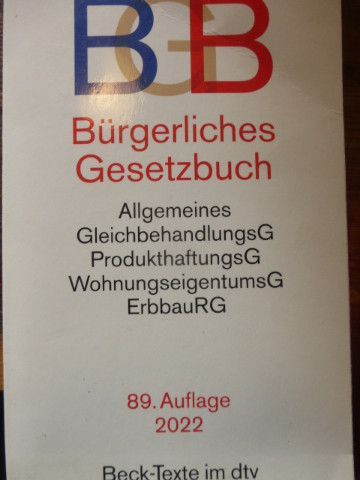 BGB
Bürgerliches
Gesetzbuch
Allgemeines
GleichbehandlungsG
ProdukthaftungsG
WohnungseigentumsG
ErbbauRG
89. Auflage
2022
Beck-Texte im dtv